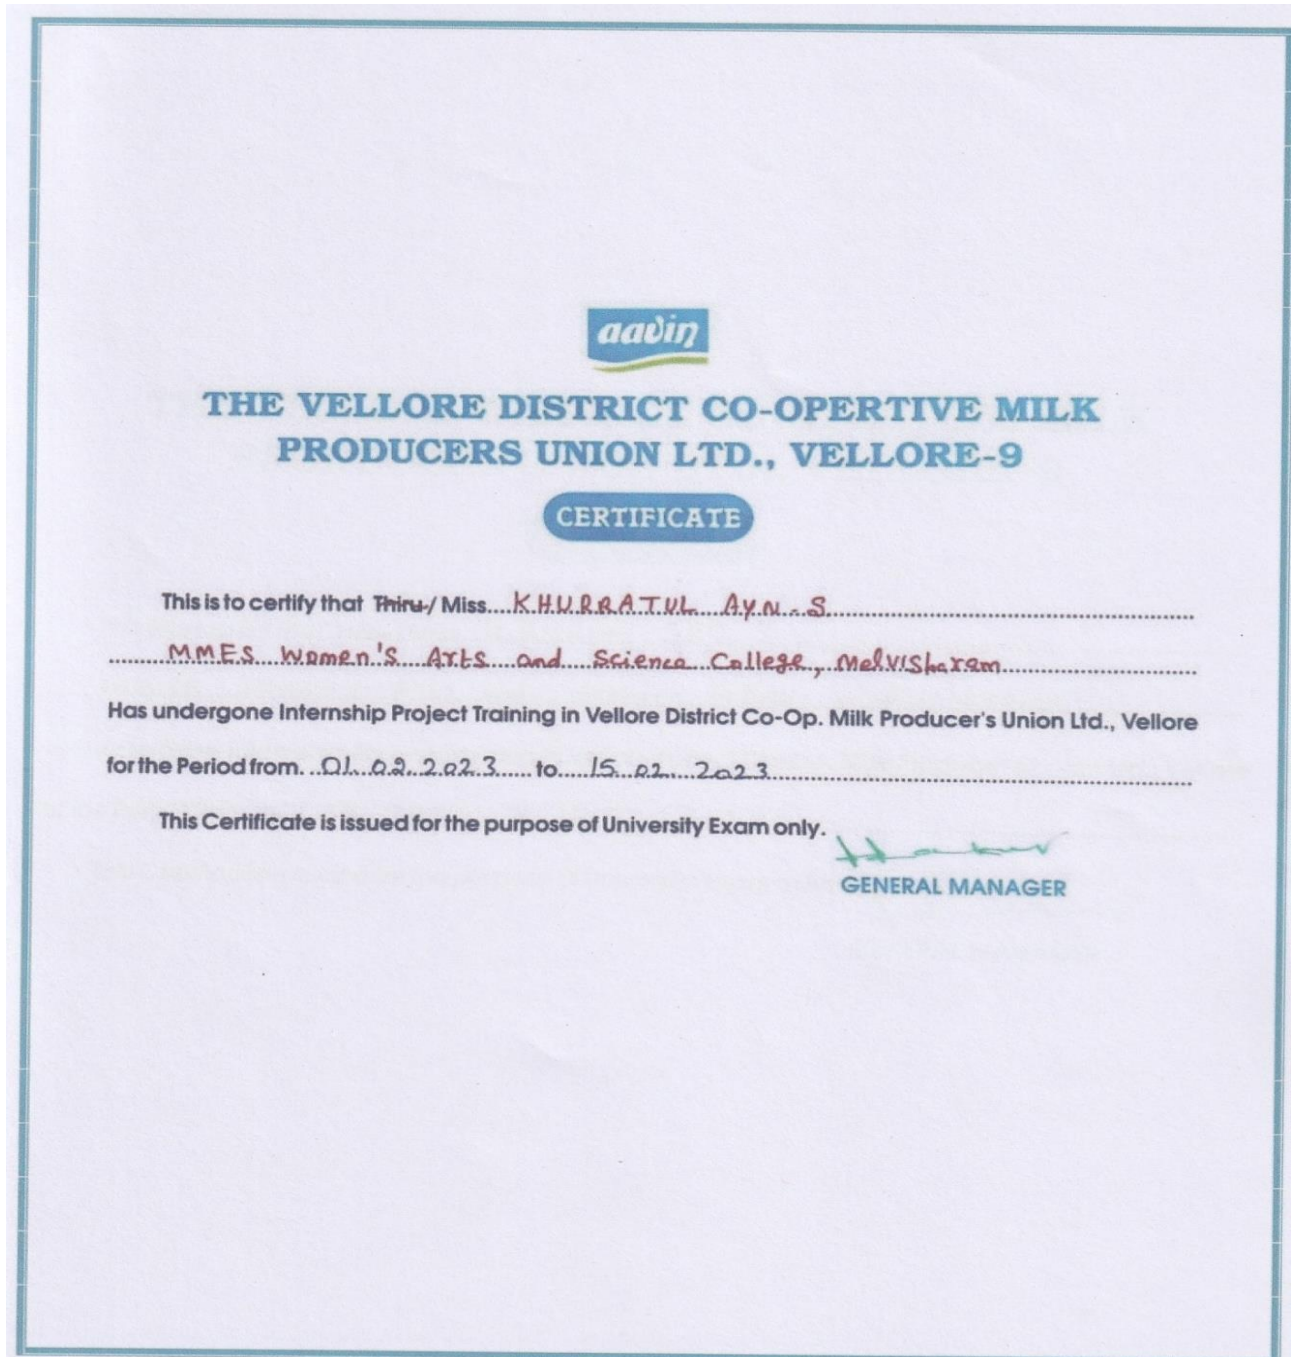 aavin
THE VELLORE DISTRICT CO-OPERTIVE MILK
PRODUCERS UNION LTD., VELLORE-9
CERTIFICATE
This is to certify that Thiru / Miss....KHURRATUL AYN.S
MMES Women's Arts and Science College, Melvisharam
Has undergone Internship Project Training in Vellore District Co-Op. Milk Producer's Union Ltd., Vellore
for the Period from. 01.02.2023 to 15.02.2023
This Certificate is issued for the purpose of University Exam only.
GENERAL MANAGER